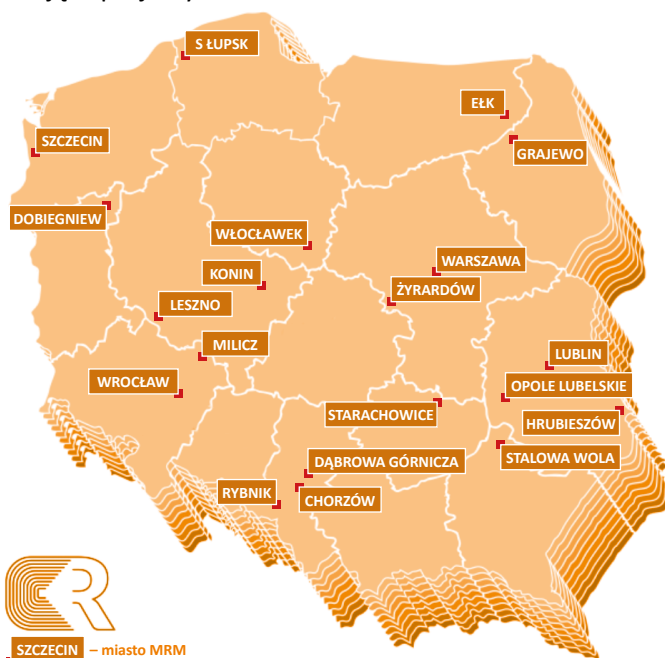 S ŁUPSK
EŁK
SZCZECIN
GRAJEWO
DOBIEGNIEW
WŁOCŁAWEK
WARSZAWA
KONIN
ŻYRARDÓW
LESZNO
MILICZ
LUBLIN
WROCŁAW
OPOLE LUBELSKIE
STARACHOWICE
HRUBIESZÓW
DĄBROWA GÓRNICZA
STALOWA WOLA
RYBNIK
CHORZÓW
CR
SZCZECIN – miasto MRM